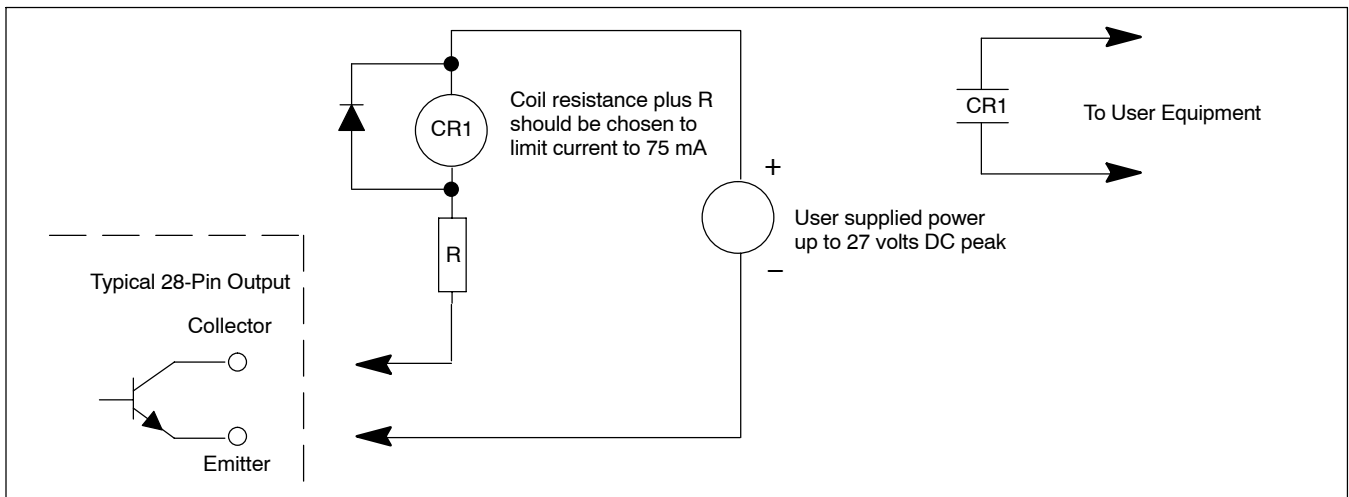 CR1
Coil resistance plus R
should be chosen to
limit current to 75 mA
R
+
User supplied power
up to 27 volts DC peak
−
CR1
To User Equipment
Typical 28-Pin Output
Collector
Emitter